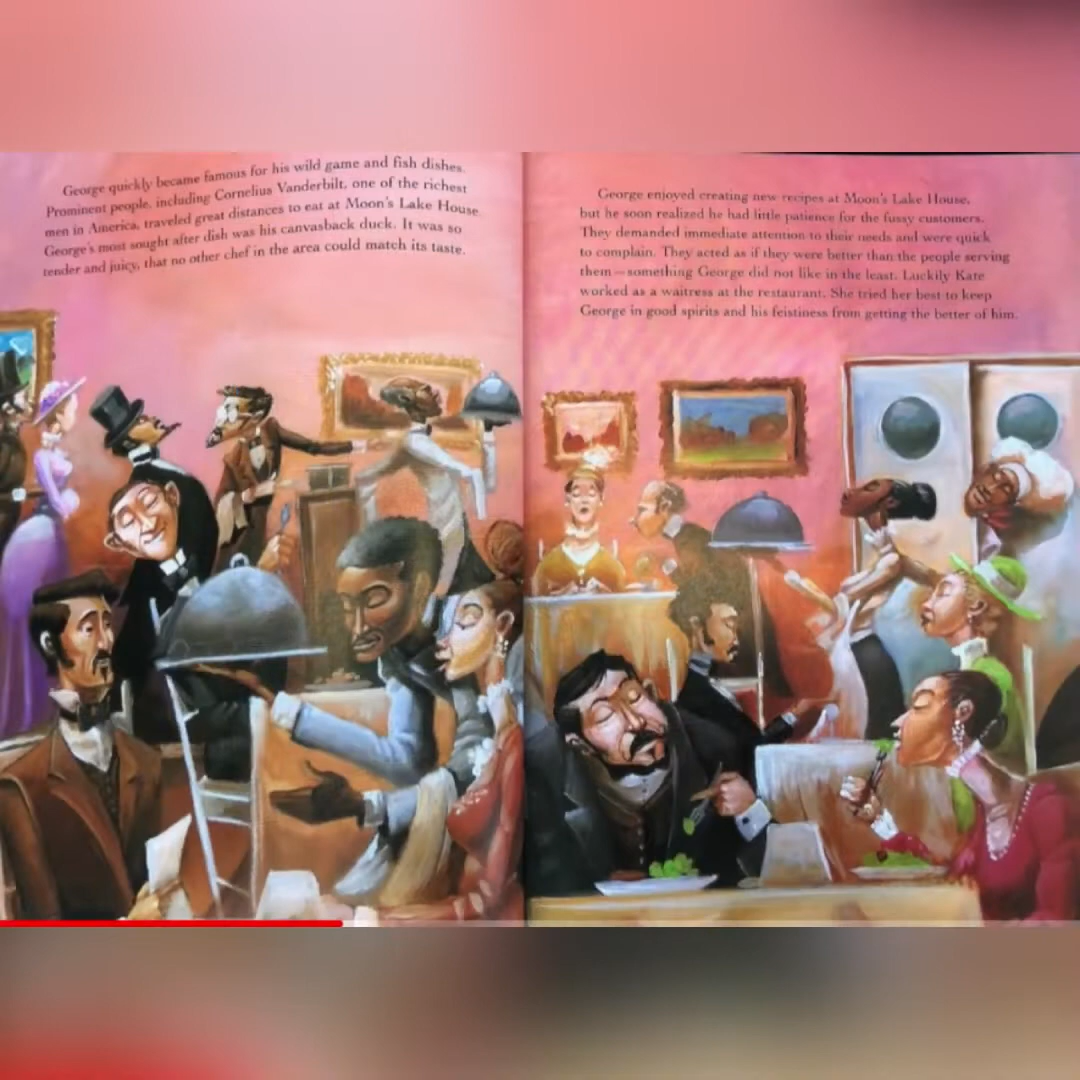 George quickly became famous for his wild game and fish dishes.
Prominent people, including Cornelius Vanderbilt, one of the richest
men in America, traveled great distances to eat at Moon's Lake House.
George's most sought after dish was his canvasback duck. It was so
tender and juicy, that no other chef in the area could match its taste.
George enjoyed creating new recipes at Moon's Lake House,
but he soon realized he had little patience for the fussy customers.
They demanded immediate attention to their needs and were quick
to complain. They acted as if they were better than the people serving
them—something George did not like in the least. Luckily Kate
worked as a waitress at the restaurant. She tried her best to keep
George in good spirits and his feistiness from getting the better of him.